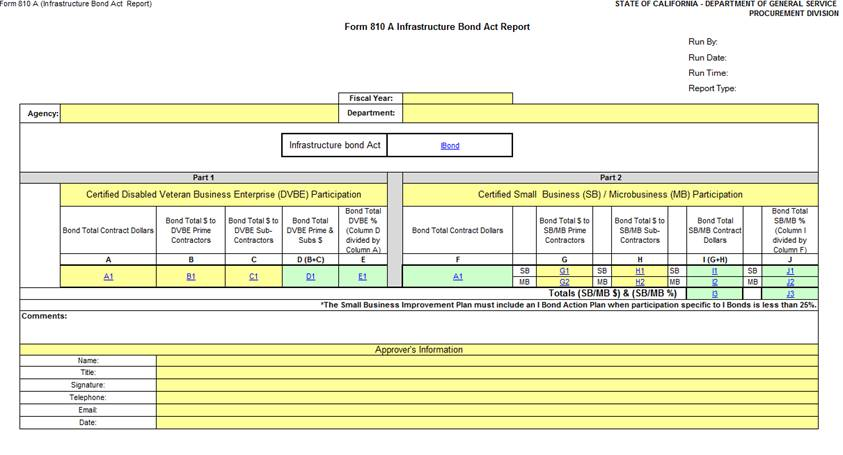 Form 810 A (Infrastructure Bond Act Report)
STATE OF CALIFORNIA - DEPARTMENT OF GENERAL SERVICE
PROCUREMENT DIVISION
Form 810 A Infrastructure Bond Act Report
Run By:
Run Date:
Run Time:
Report Type:
Fiscal Year:
Agency:
Department:
Infrastructure bond Act
IBond
Part 1
Part 2
Certified Disabled Veteran Business Enterprise (DVBE) Participation
Certified Small Business (SB) / Microbusiness (MB) Participation
Bond Total Contract Dollars
Bond Total $ to
DVBE Prime
Contractors
Bond Total $ to
DVBE Sub-
Contractors
Bond Total
DVBE Prime &
Subs $
Bond Total
DVBE %
(Column D
divided by
Column A)
Bond Total Contract Dollars
Bond Total $ to
SB/MB Prime
Contractors
Bond Total $ to
SB/MB Sub-
Contractors
Bond Total
SB/MB Contract
Dollars
Bond Total
SB/MB %
(Column I
divided by
Column F)
A B C D (B+C) E F G H I (G+H) J
A1 B1 C1 D1 E1 A1
SB G1 SB H1 SB I1 SB J1
MB G2 MB H2 MB I2 MB J2
Totals (SB/MB $) & (SB/MB %) I3 J3
*The Small Business Improvement Plan must include an I Bond Action Plan when participation specific to I Bonds is less than 25%.
Comments:
Approver's Information
Name:
Title:
Signature:
Telephone:
Email:
Date: